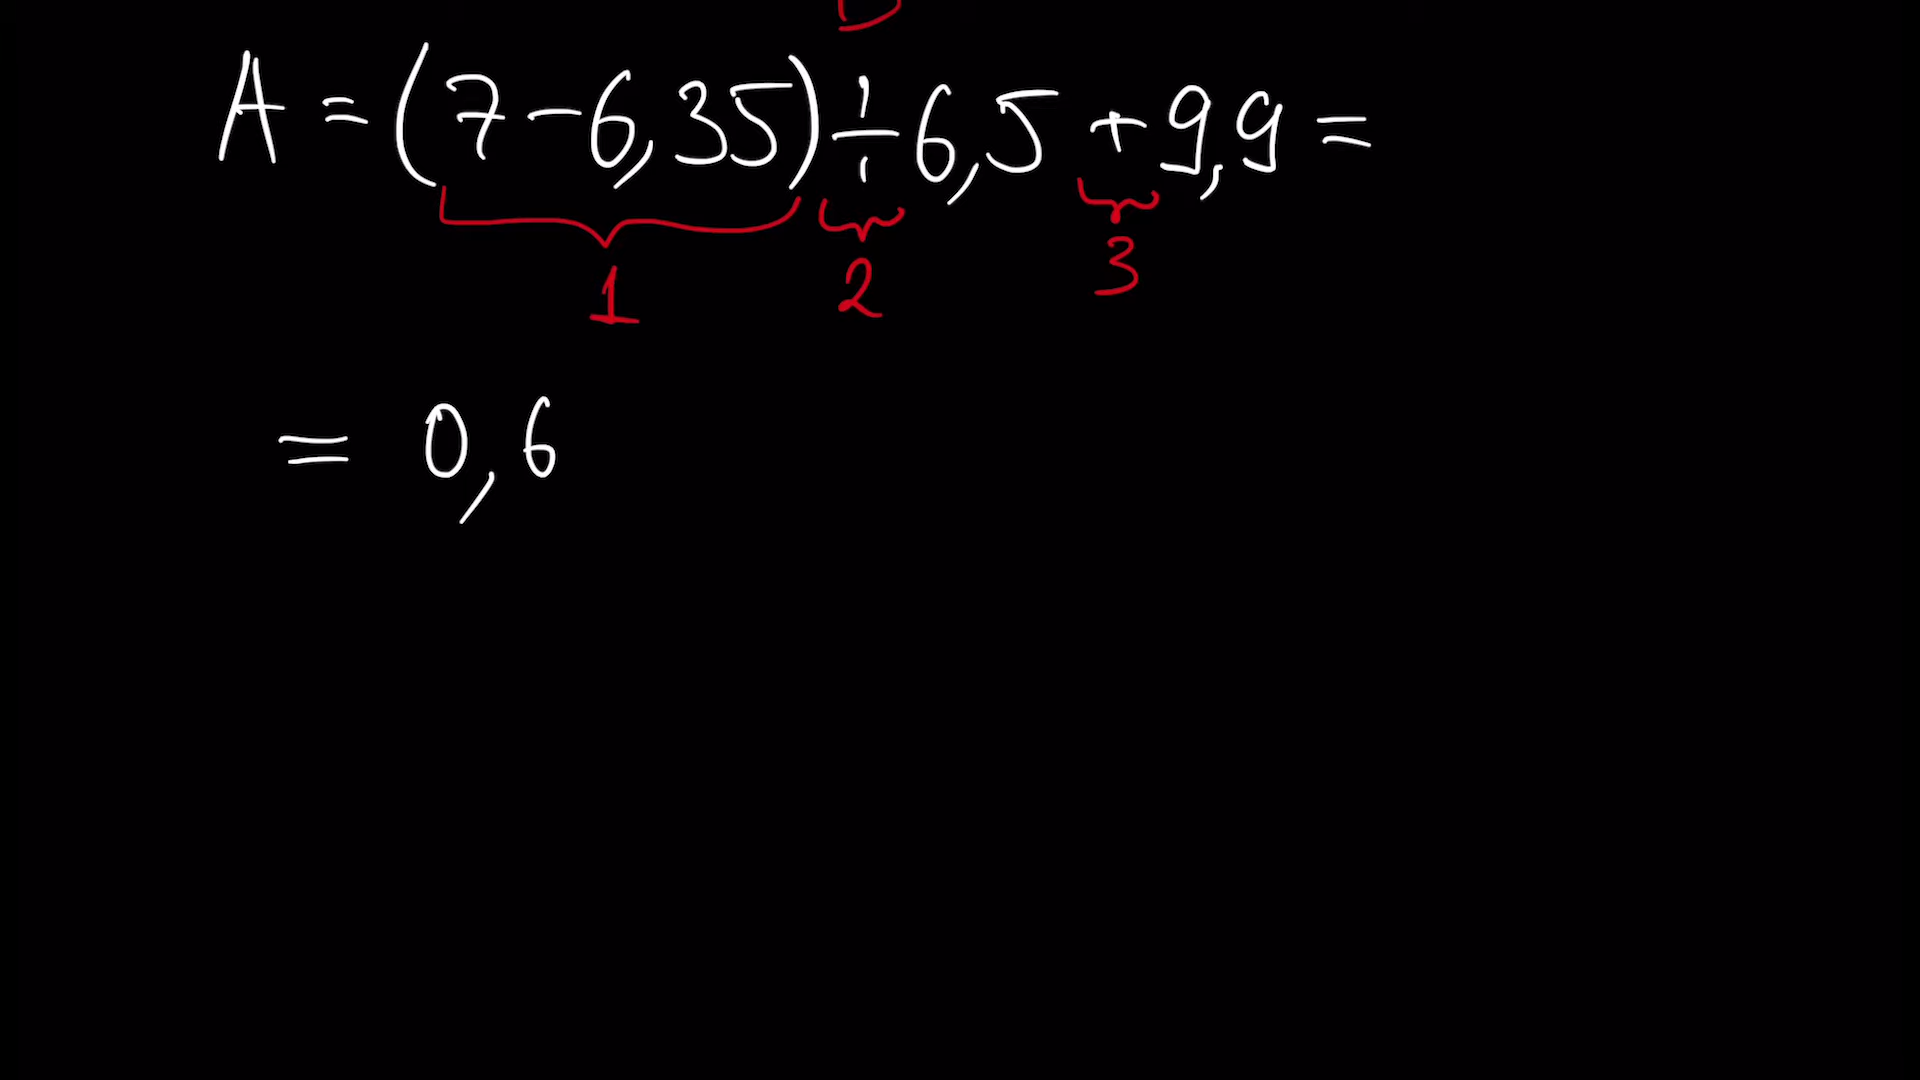 A = (7 - 6,35) ÷ 6,5 + 9,9 =
1 2 3
= 0,6